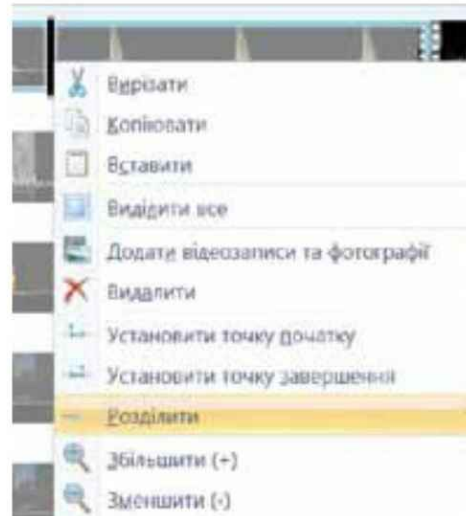 Вирізати
Копіювати
Вставити
Виділити все
Додати відеозаписи та фотографії
Видалити
Установити точку початку
Установити точку завершення
Розділити
Збільшити (+)
Зменшити (-)